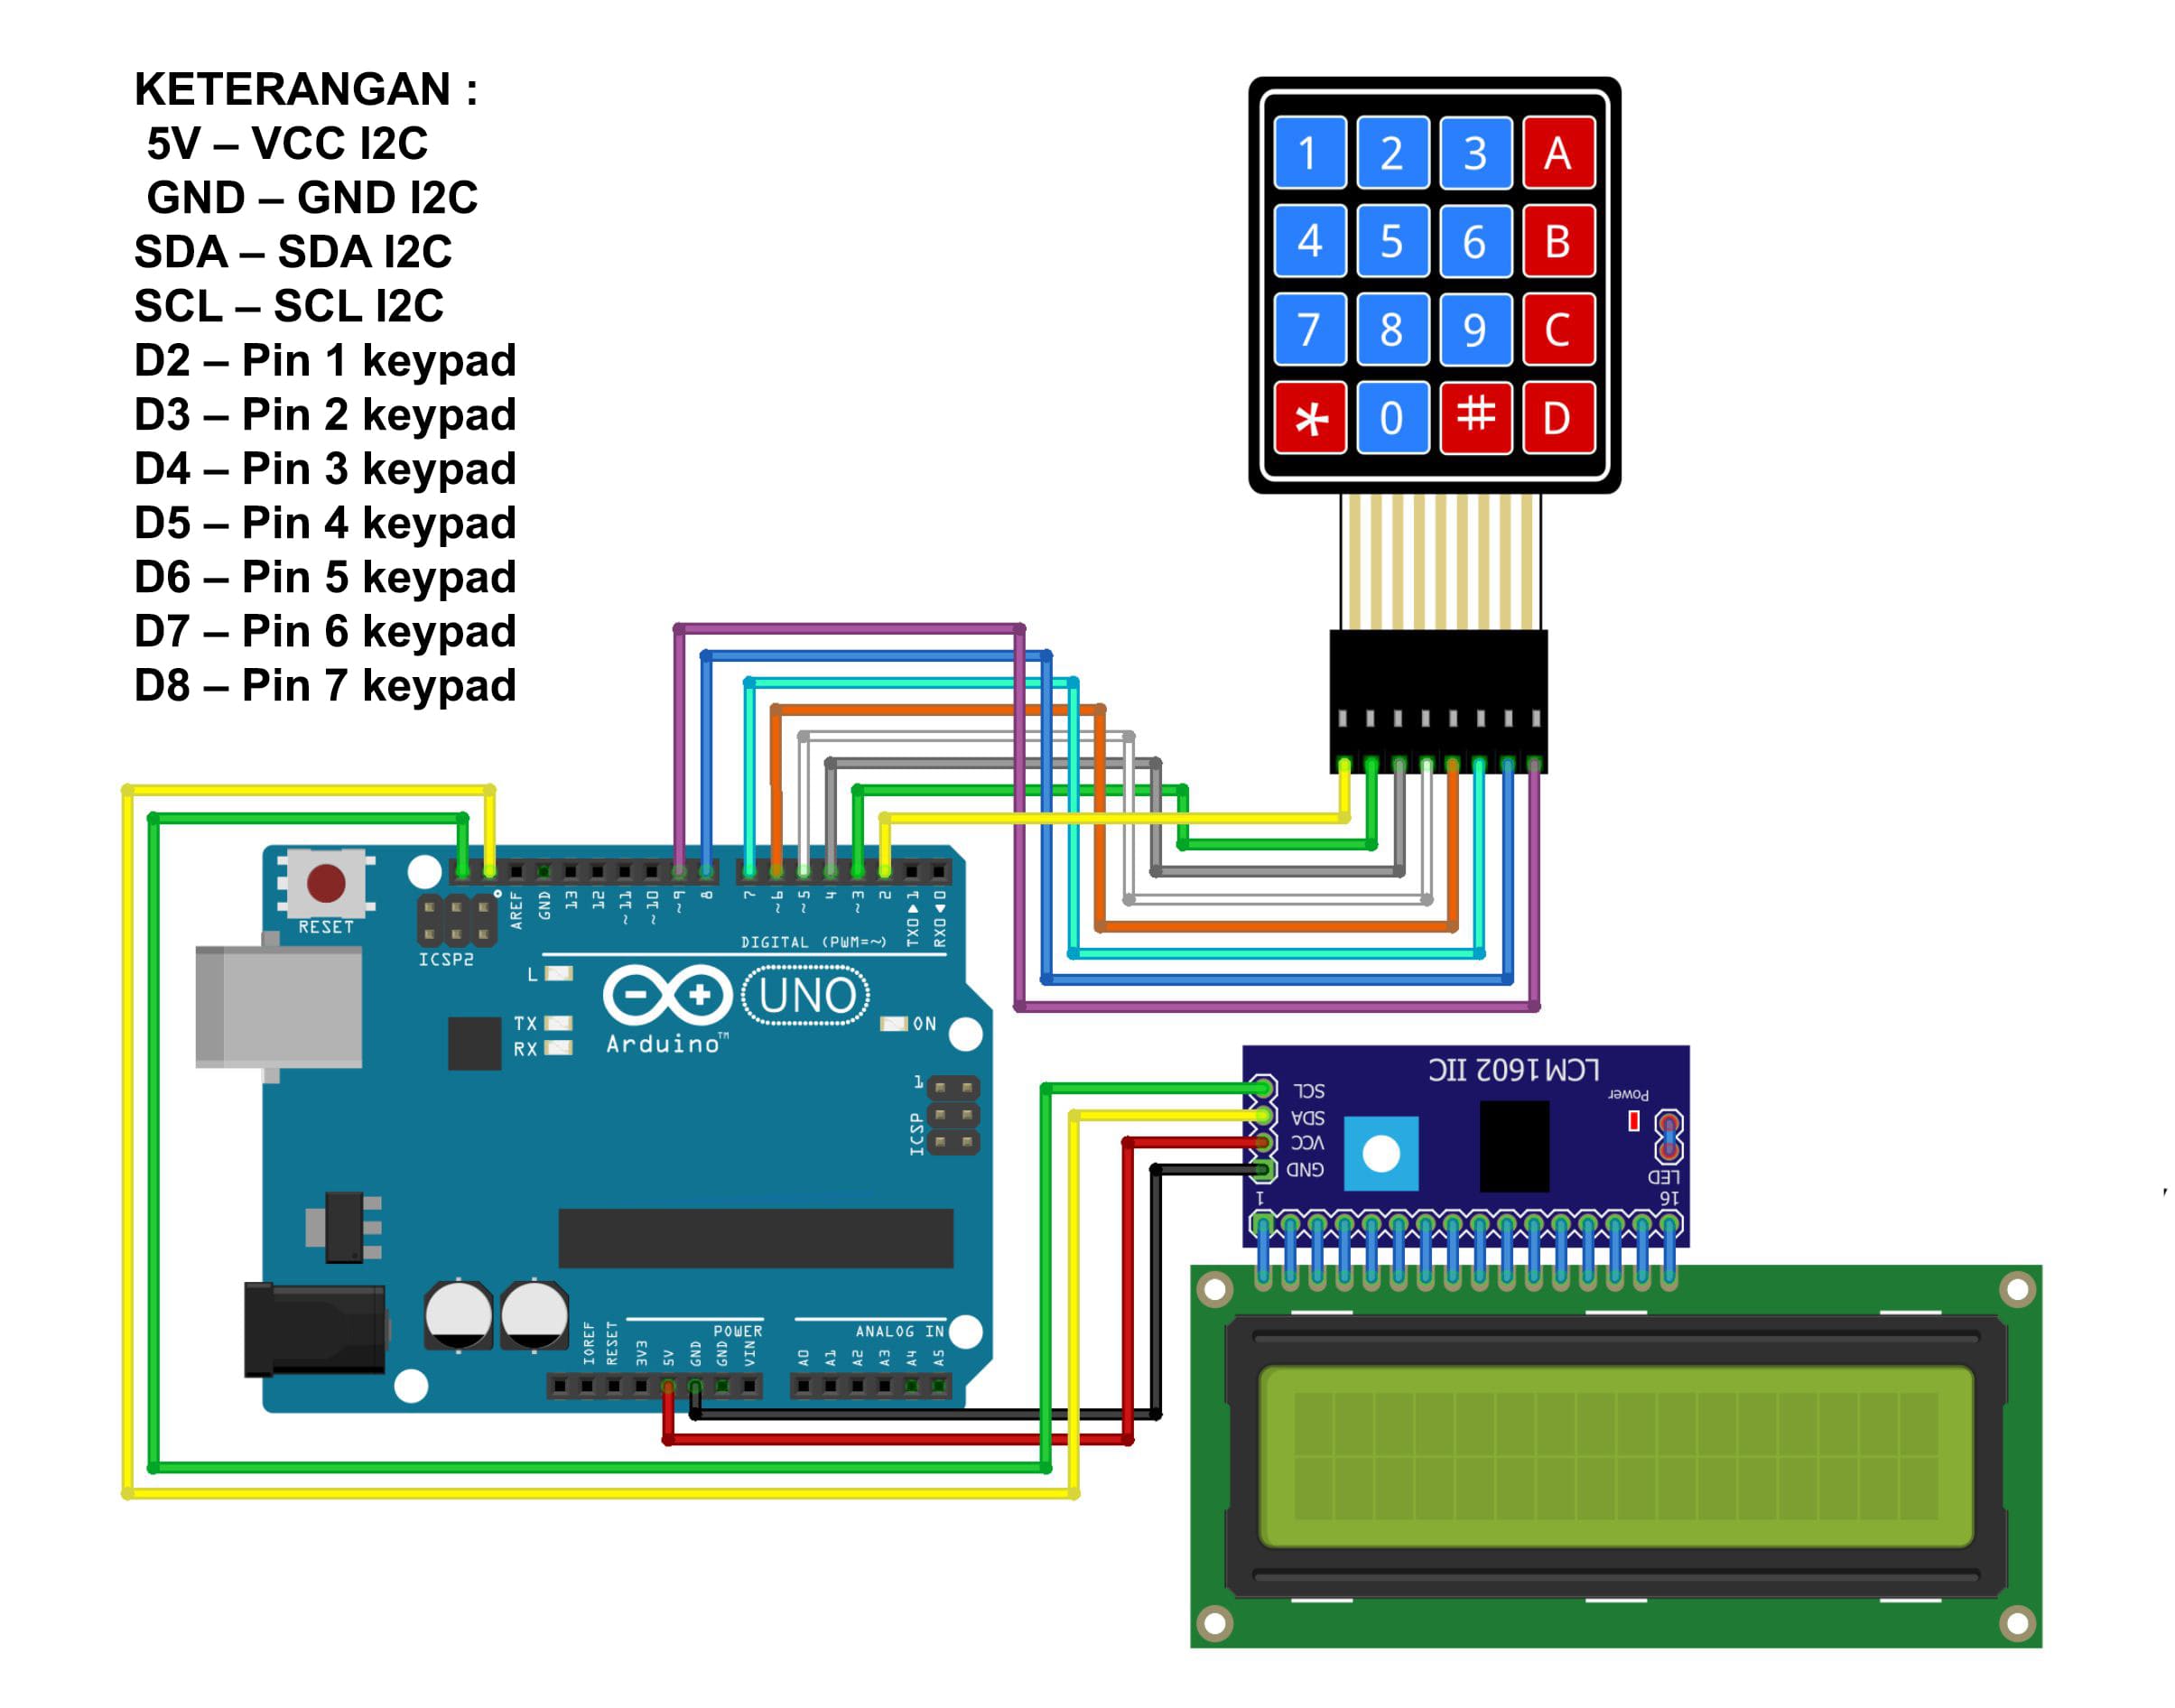 KETERANGAN :
5V – VCC I2C
GND – GND I2C
SDA – SDA I2C
SCL – SCL I2C
D2 – Pin 1 keypad
D3 – Pin 2 keypad
D4 – Pin 3 keypad
D5 – Pin 4 keypad
D6 – Pin 5 keypad
D7 – Pin 6 keypad
D8 – Pin 7 keypad
1 2 3 A
4 5 6 B
7 8 9 C
* 0 # D
RESET
ICSP2
AREF GND 13 12 ~11 ~10 ~9 8 7 ~6 ~5 4 ~3 2 TX0▶1 RX0◀0
DIGITAL (PWM=~)
L
TX
RX
UNO
Arduino™
ON
1
ICSP
POWER
ANALOG IN
IOREF RESET 3V3 5V GND GND VIN A0 A1 A2 A3 A4 A5
LCM1602 IIC
SCL
SDA
VCC
GND
Power
LED
1
16